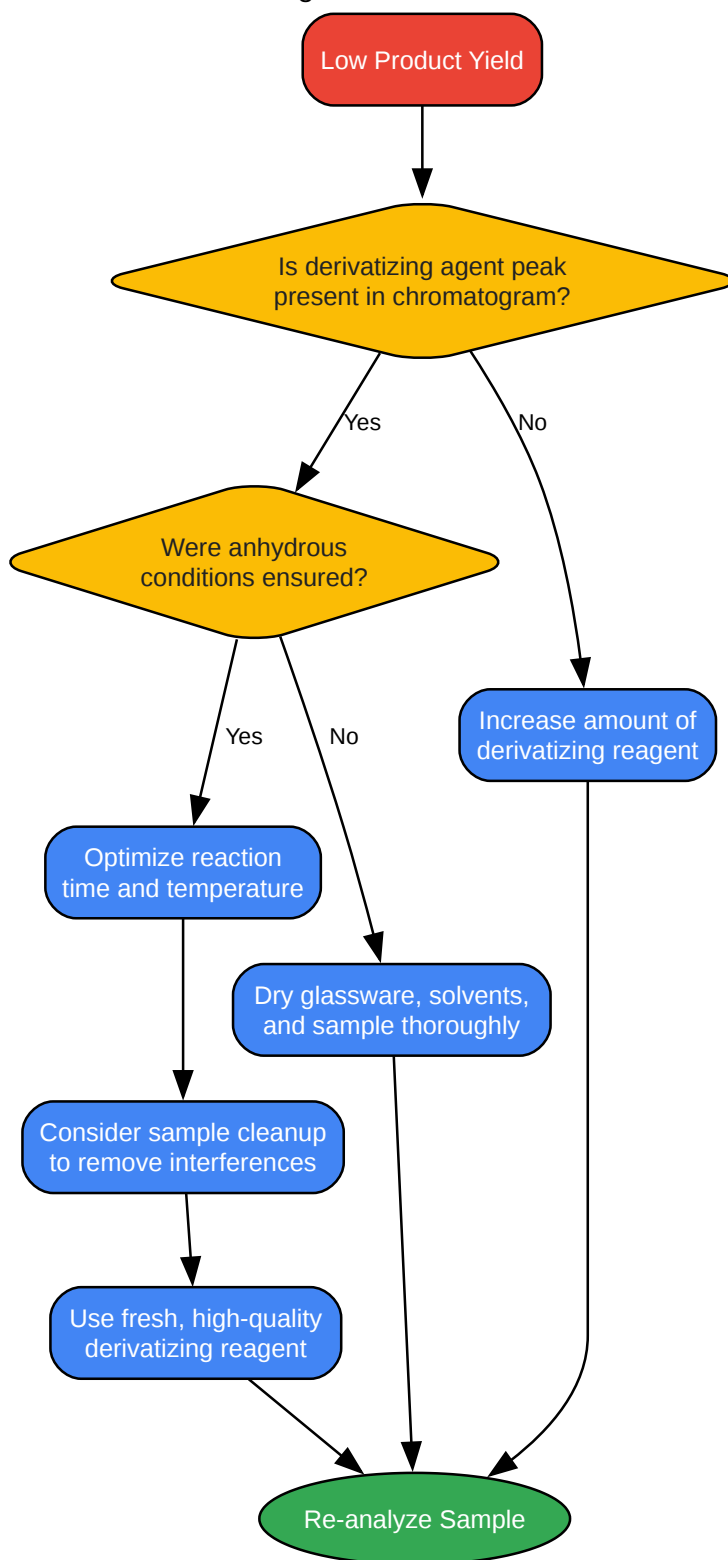 Low Product Yield
Is derivatizing agent peak
present in chromatogram?
Yes
No
Were anhydrous
conditions ensured?
Yes
No
Increase amount of
derivatizing reagent
Optimize reaction
time and temperature
Dry glassware, solvents,
and sample thoroughly
Consider sample cleanup
to remove interferences
Use fresh, high-quality
derivatizing reagent
Re-analyze Sample